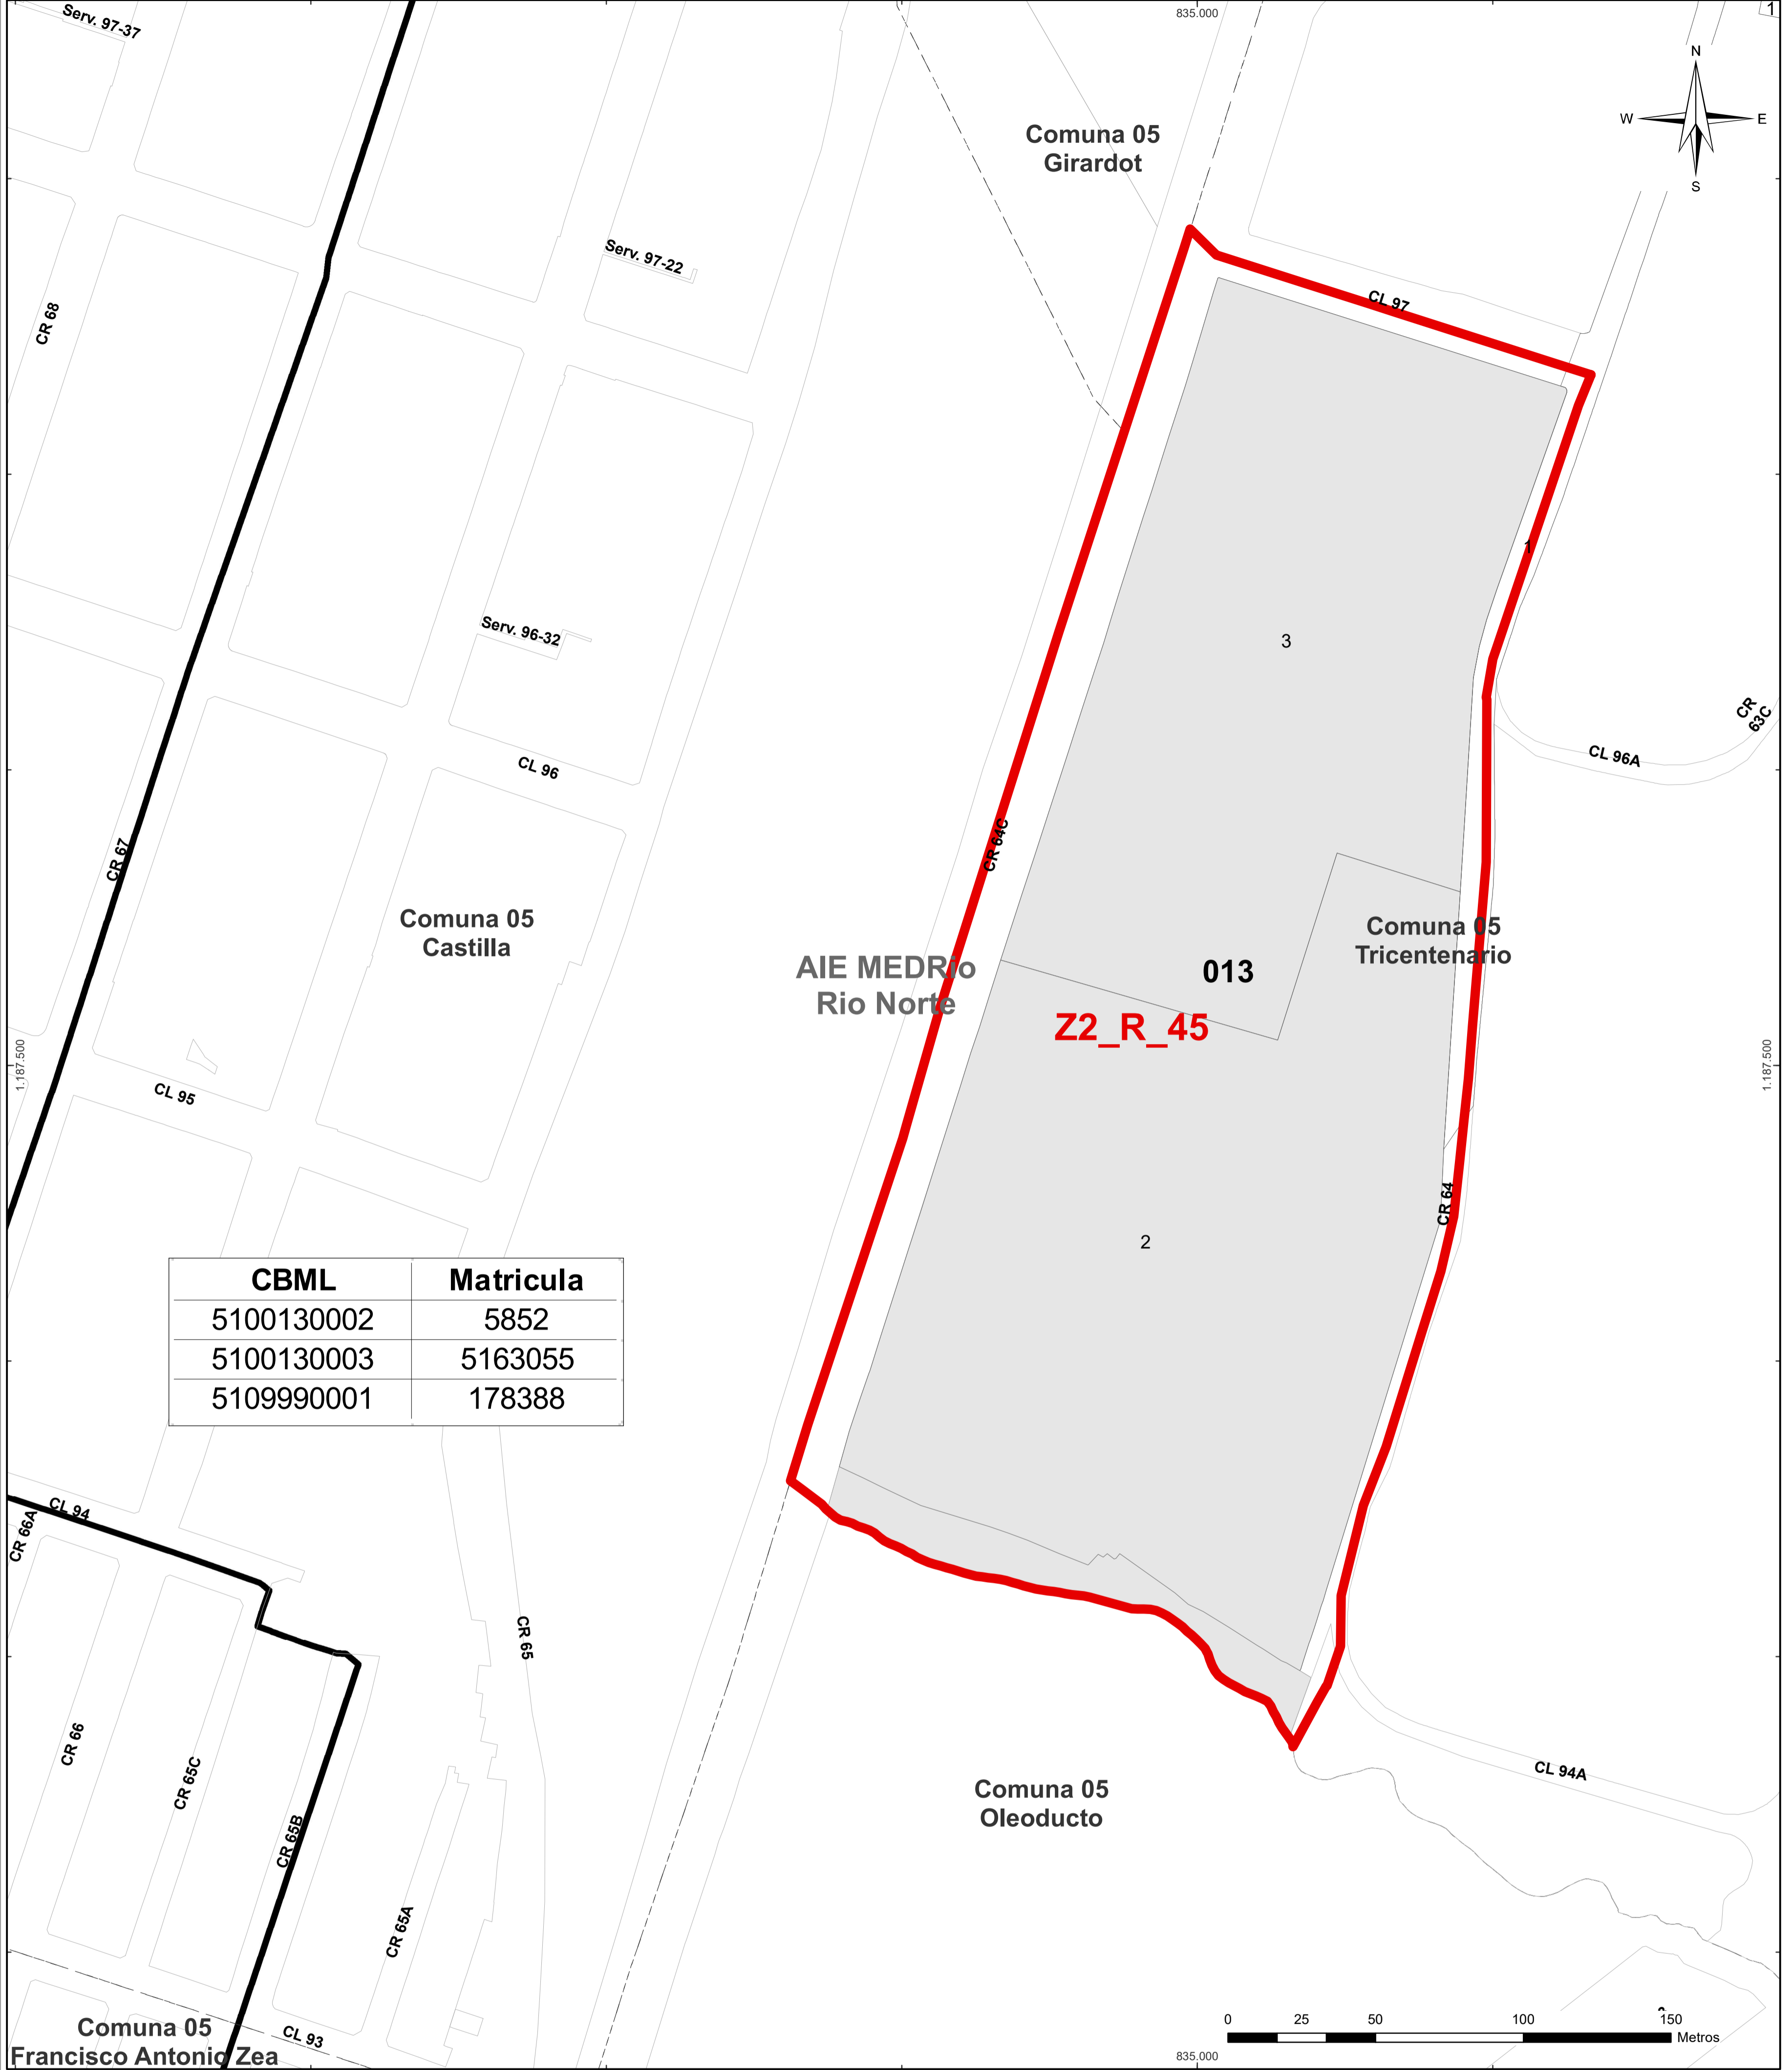 Serv. 97-37
835.000
1
N
W
E
S
Comuna 05
Girardot
Serv. 97-22
CL 97
CR 68
1
3
Serv. 96-32
CR
63C
CL 96A
CL 96
CR 67
CR 64C
Comuna 05
Castilla
Comuna 05
Tricentenario
AIE MEDRio
Rio Norte
013
Z2_R_45
1.187.500
1.187.500
CL 95
CR 64
2
CBML Matricula
5100130002 5852
5100130003 5163055
5109990001 178388
CL 94
CR 66A
CR 65
CR 66
CR 65C
CR 65B
CL 94A
Comuna 05
Oleoducto
CR 65A
Comuna 05
Francisco Antonio Zea
CL 93
0 25 50 100 150
Metros
835.000